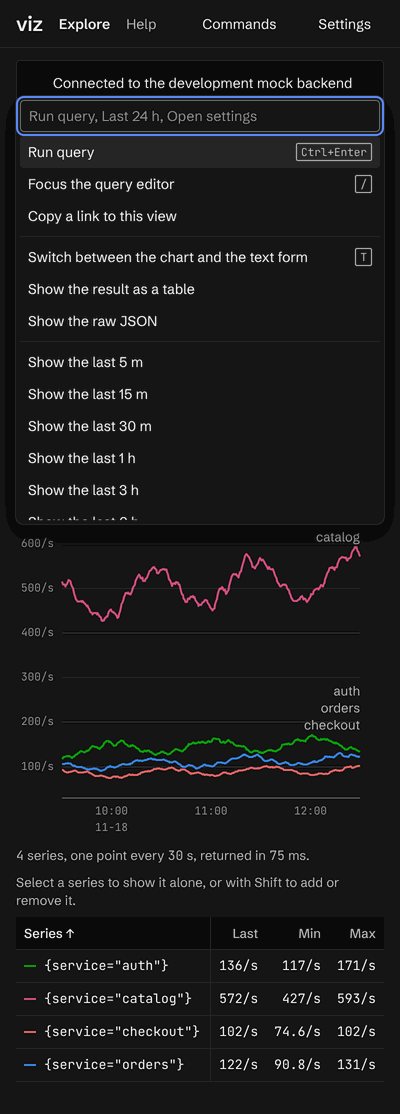 viz Explore Help Commands Settings
Connected to the development mock backend
Run query, Last 24 h, Open settings
Run query Ctrl+Enter
Focus the query editor /
Copy a link to this view
Switch between the chart and the text form T
Show the result as a table
Show the raw JSON
Show the last 5 m
Show the last 15 m
Show the last 30 m
Show the last 1 h
Show the last 3 h
600/s
catalog
500/s
400/s
300/s
auth
orders
200/s
checkout
100/s
10:00 11:00 12:00
11-18
4 series, one point every 30 s, returned in 75 ms.
Select a series to show it alone, or with Shift to add or
remove it.
Series ↑ Last Min Max
{service="auth"} 136/s 117/s 171/s
{service="catalog"} 572/s 427/s 593/s
{service="checkout"} 102/s 74.6/s 102/s
{service="orders"} 122/s 90.8/s 131/s